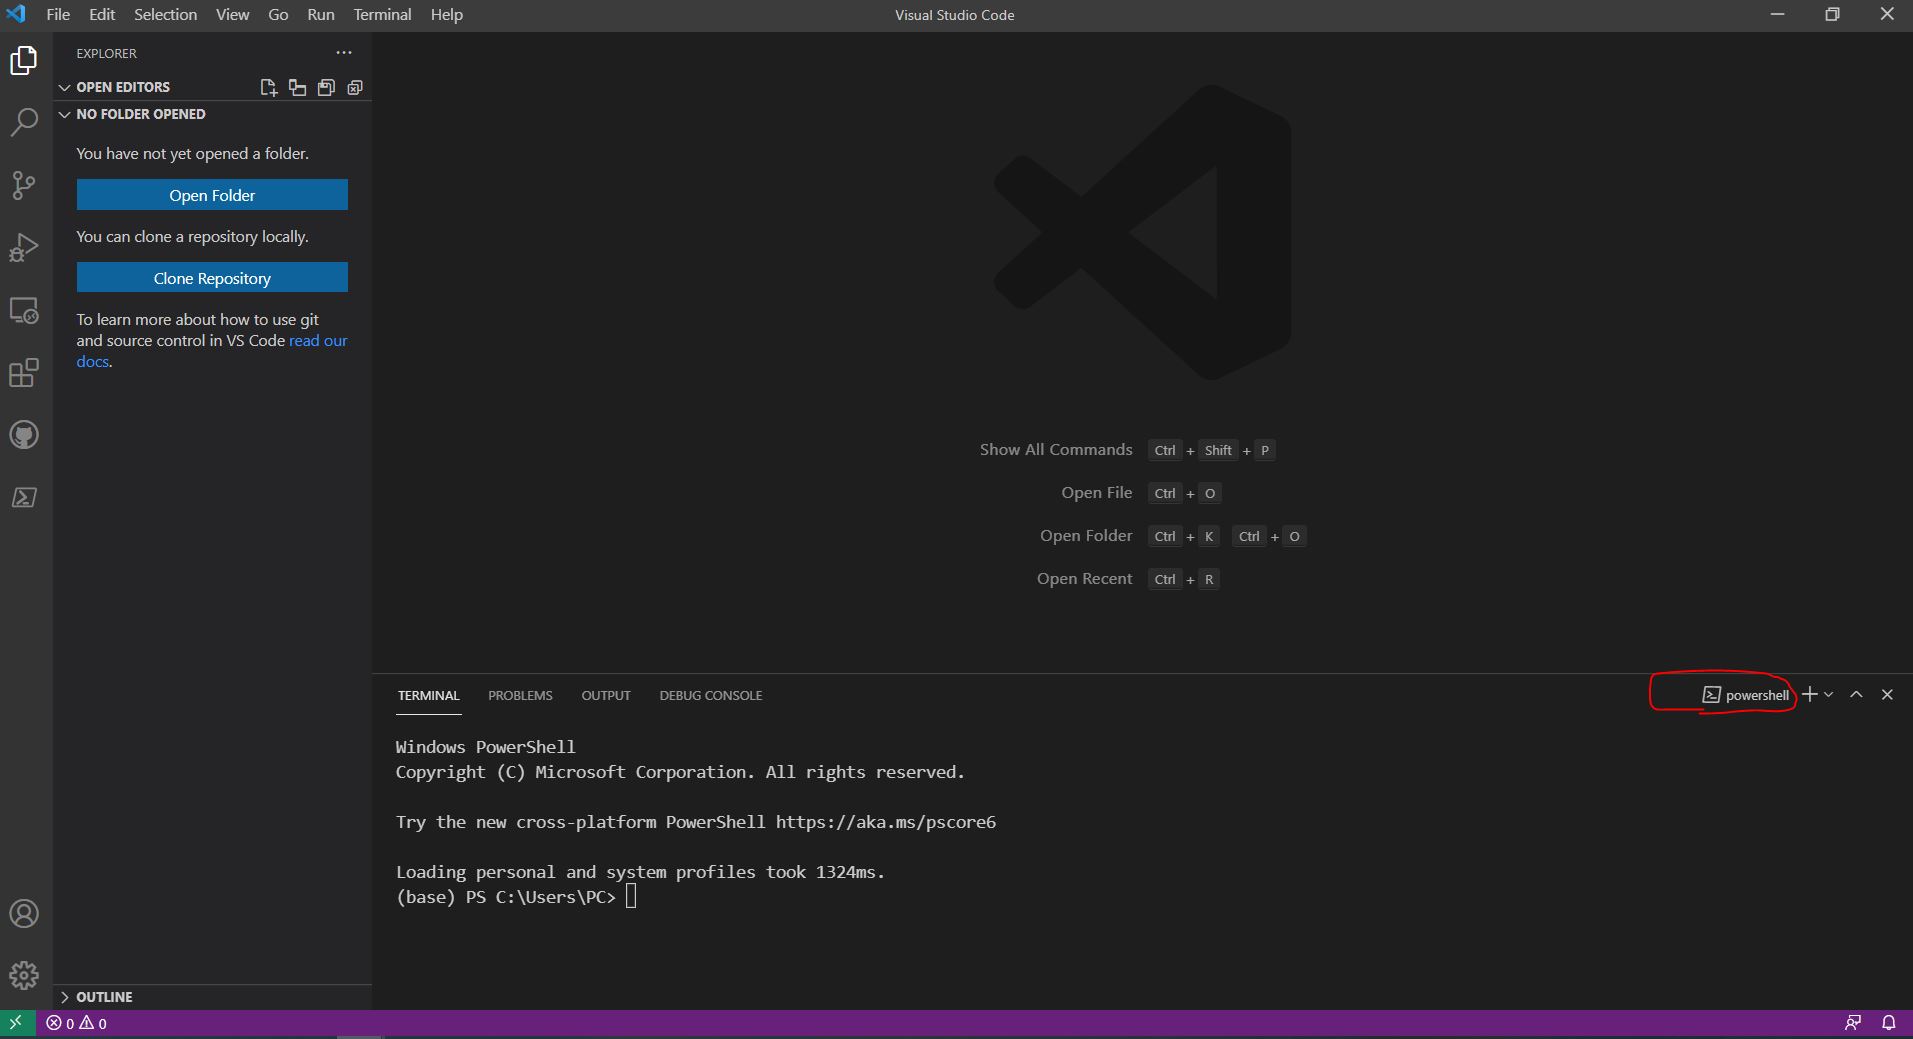 File Edit Selection View Go Run Terminal Help
Visual Studio Code
EXPLORER
OPEN EDITORS
NO FOLDER OPENED
You have not yet opened a folder.
Open Folder
You can clone a repository locally.
Clone Repository
To learn more about how to use git
and source control in VS Code read our
docs.
Show All Commands Ctrl + Shift + P
Open File Ctrl + O
Open Folder Ctrl + K Ctrl + O
Open Recent Ctrl + R
TERMINAL PROBLEMS OUTPUT DEBUG CONSOLE
powershell
Windows PowerShell
Copyright (C) Microsoft Corporation. All rights reserved.
Try the new cross-platform PowerShell https://aka.ms/pscore6
Loading personal and system profiles took 1324ms.
(base) PS C:\Users\PC>
OUTLINE
0 0